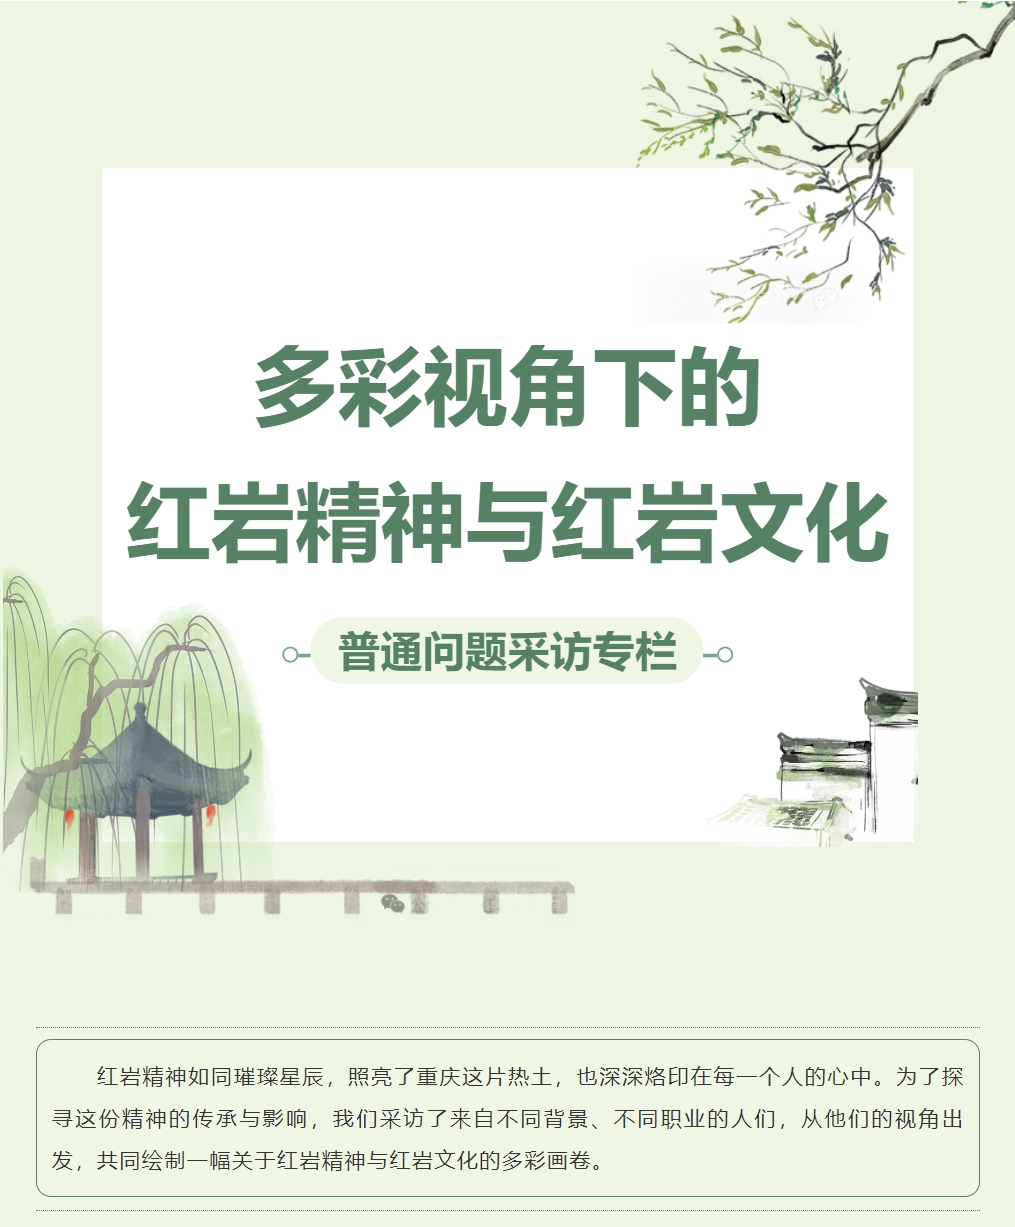 多彩视角下的
红岩精神与红岩文化
普通问题采访专栏
红岩精神如同璀璨星辰，照亮了重庆这片热土，也深深烙印在每一个人的心中。为了探
寻这份精神的传承与影响，我们采访了来自不同背景、不同职业的人们，从他们的视角出
发，共同绘制一幅关于红岩精神与红岩文化的多彩画卷。